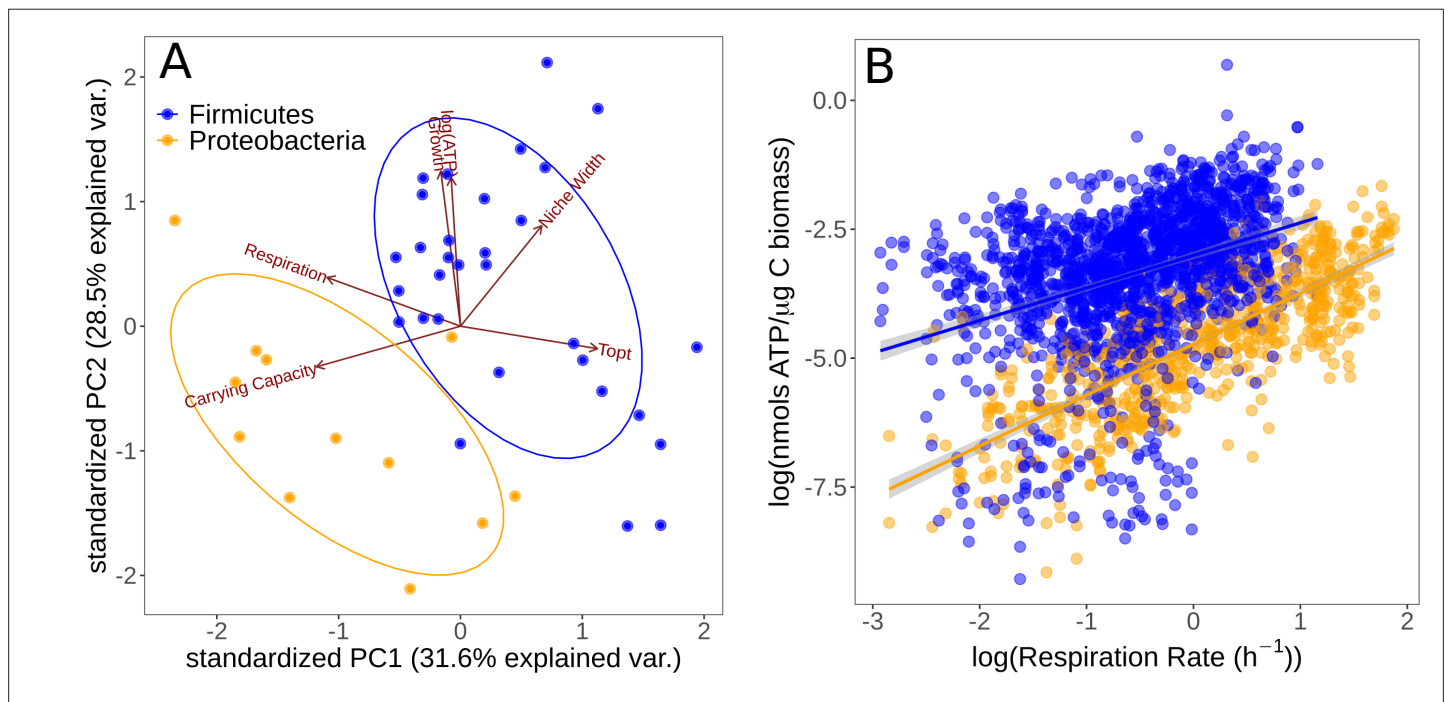 A
Firmicutes
Proteobacteria
Growth
log(ATP)
Niche Width
Respiration
Topt
Carrying Capacity
2
1
0
-1
-2
standardized PC2 (28.5% explained var.)
-2 -1 0 1 2
standardized PC1 (31.6% explained var.)
B
0.0
-2.5
-5.0
-7.5
log(nmols ATP/μg C biomass)
-3 -2 -1 0 1 2
log(Respiration Rate (h⁻¹))